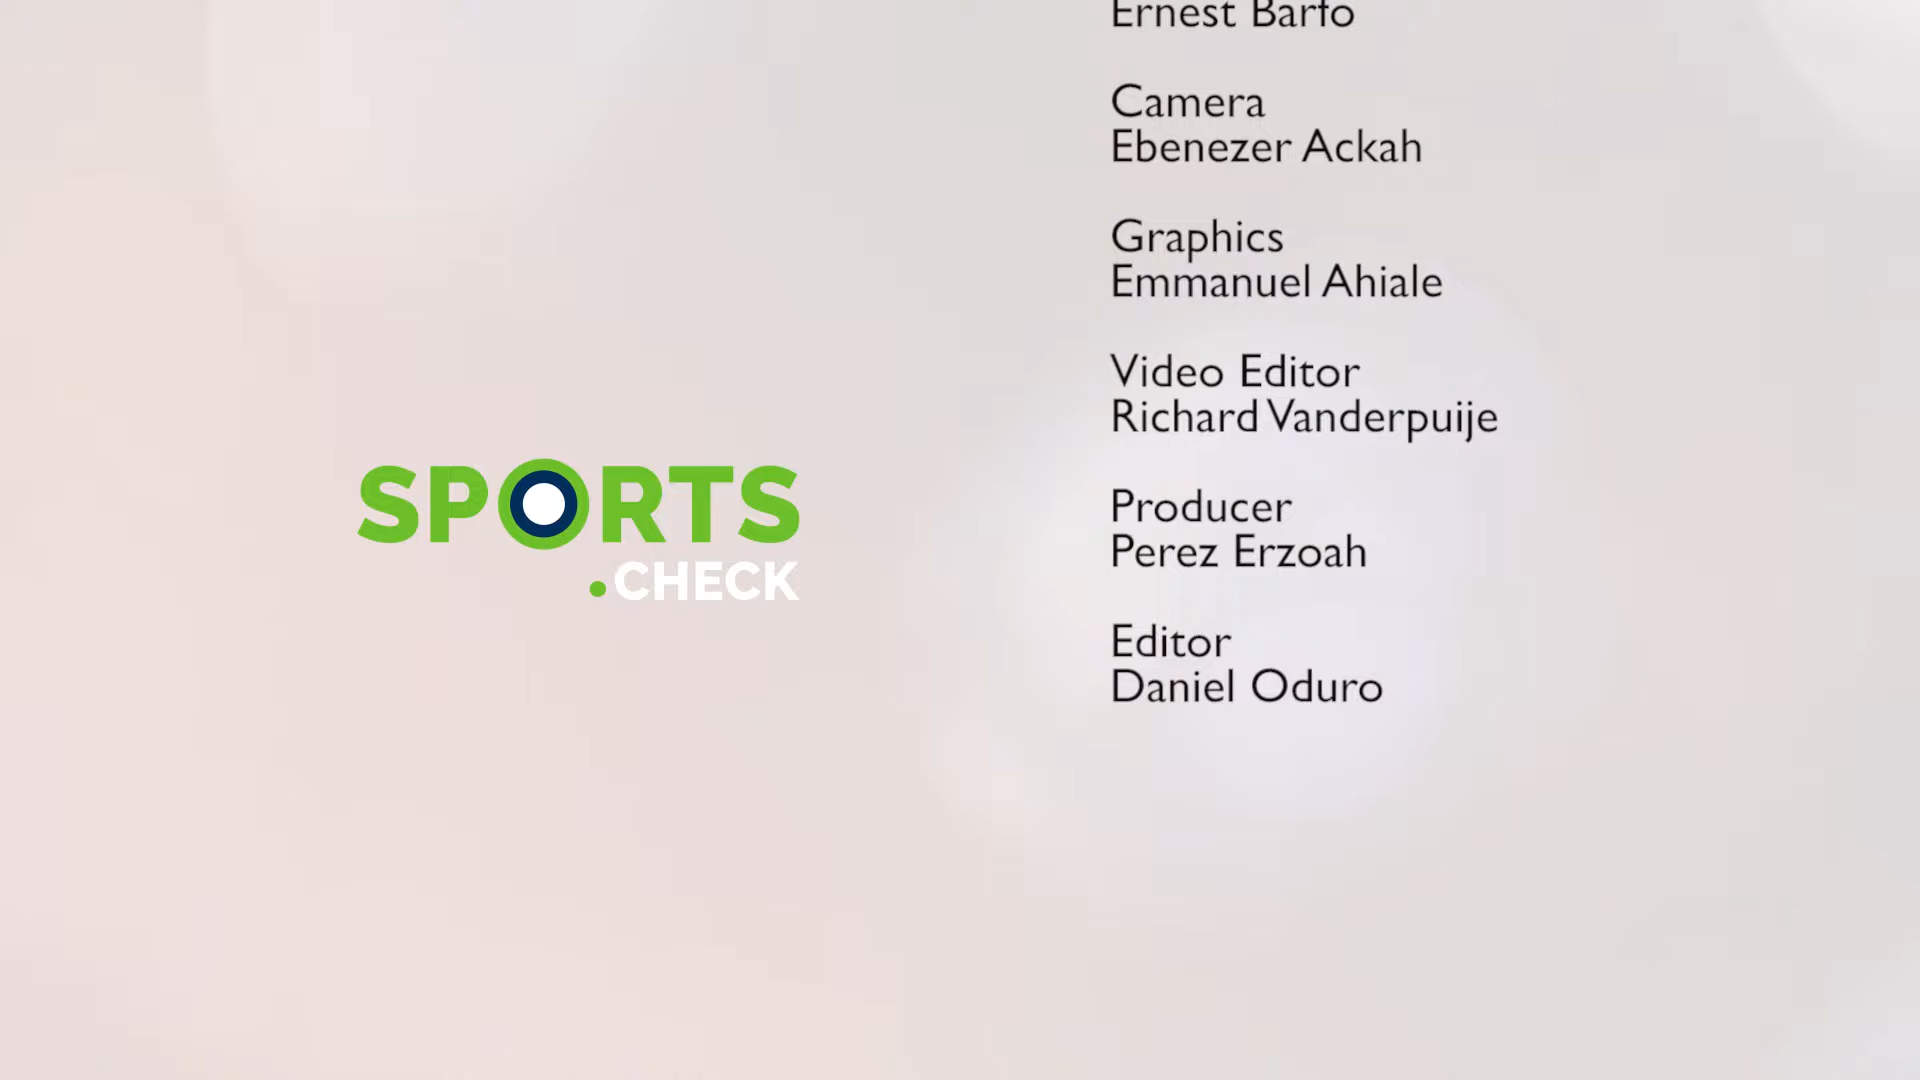 SPORTS
.CHECK
Ernest Barfo
Camera
Ebenezer Ackah
Graphics
Emmanuel Ahiale
Video Editor
Richard Vanderpuije
Producer
Perez Erzoah
Editor
Daniel Oduro